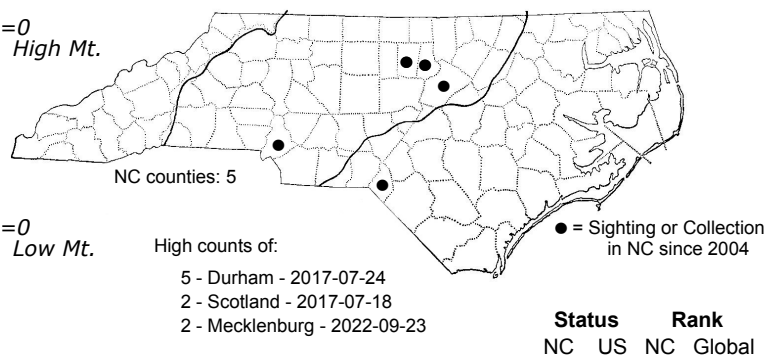 =0
High Mt.
NC counties: 5
=0
Low Mt.
High counts of:
5 - Durham - 2017-07-24
2 - Scotland - 2017-07-18
2 - Mecklenburg - 2022-09-23
● = Sighting or Collection
in NC since 2004
Status Rank
NC US NC Global